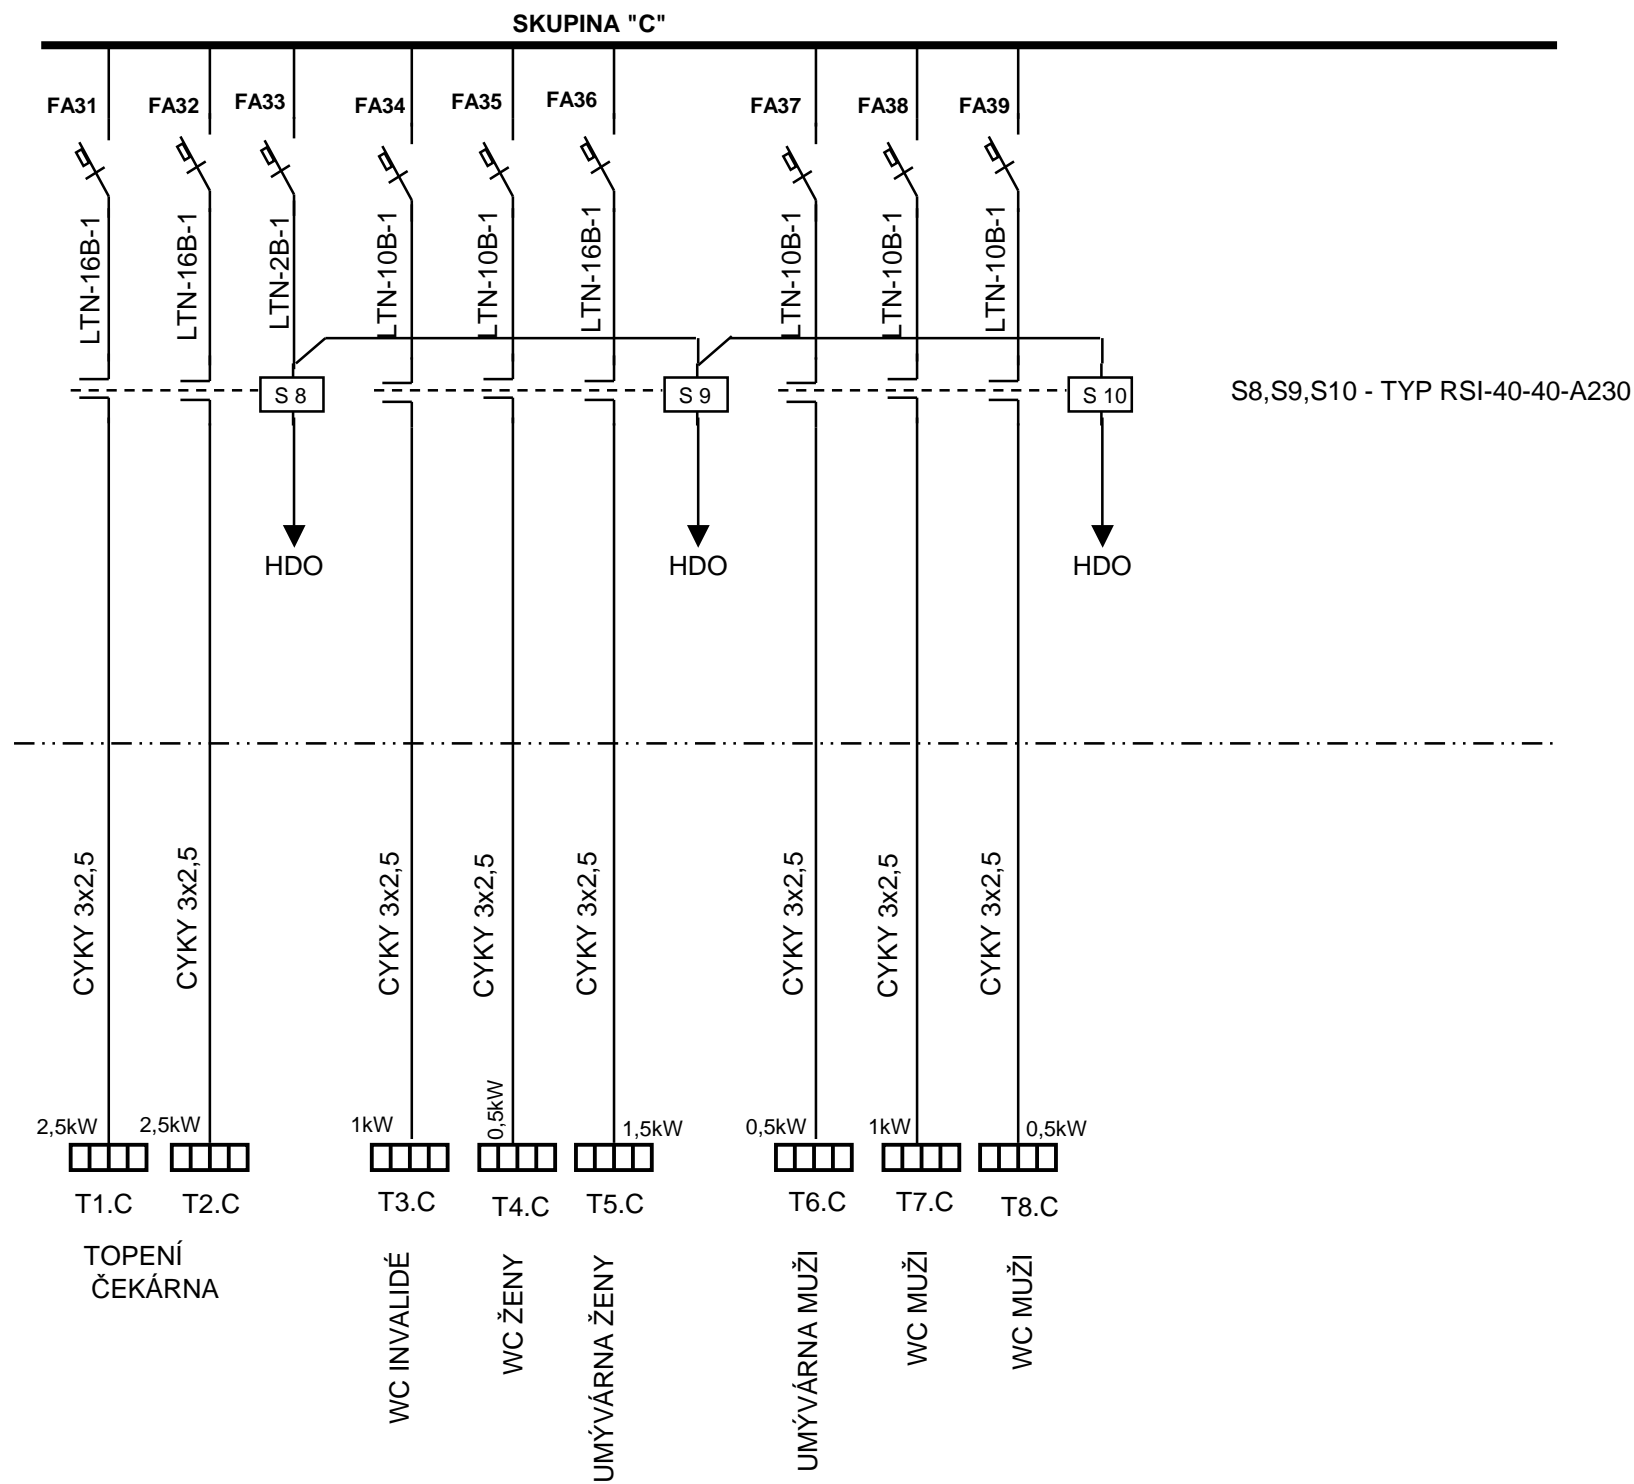 SKUPINA "C"
FA31
FA32
FA33
FA34
FA35
FA36
FA37
FA38
FA39
LTN-16B-1
LTN-16B-1
LTN-2B-1
LTN-10B-1
LTN-10B-1
LTN-16B-1
LTN-10B-1
LTN-10B-1
LTN-10B-1
S 8
S 9
S 10
S8,S9,S10 - TYP RSI-40-40-A230
HDO
HDO
HDO
CYKY 3x2,5
CYKY 3x2,5
CYKY 3x2,5
CYKY 3x2,5
CYKY 3x2,5
CYKY 3x2,5
CYKY 3x2,5
CYKY 3x2,5
2,5kW
2,5kW
1kW
0,5kW
1,5kW
0,5kW
1kW
0,5kW
T1.C
T2.C
T3.C
T4.C
T5.C
T6.C
T7.C
T8.C
TOPENÍ
ČEKÁRNA
WC INVALIDÉ
WC ŽENY
UMÝVÁRNA ŽENY
UMÝVÁRNA MUŽI
WC MUŽI
WC MUŽI